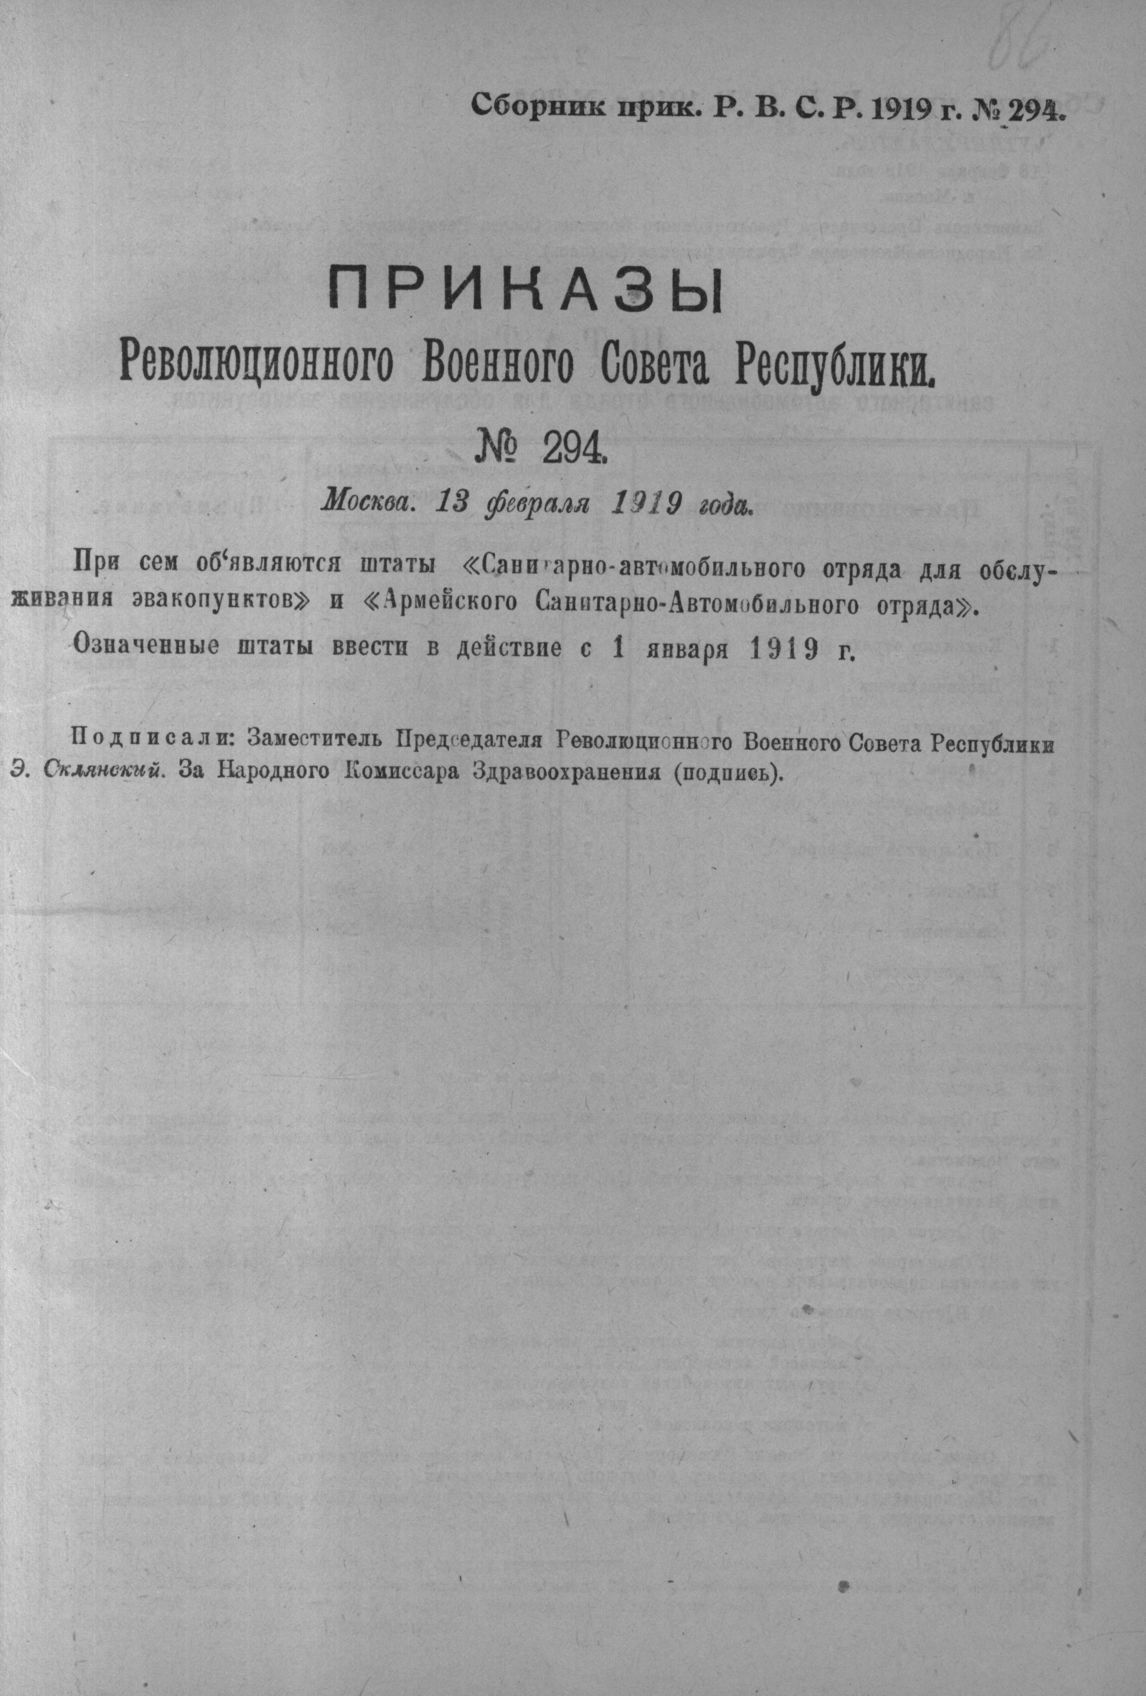 86
Сборник прик. Р. В. С. Р. 1919 г. № 294.
ПРИКАЗЫ
Революционного Военного Совета Республики.
№ 294.
Москва. 13 февраля 1919 года.
При сем об‘являются штаты «Санитарно-автомобильного отряда для обслу-
живания эвакопунктов» и «Армейского Санитарно-Автомобильного отряда».
Означенные штаты ввести в действие с 1 января 1919 г.
Подписали: Заместитель Председателя Революционного Военного Совета Республики
Э. Склянский. За Народного Комиссара Здравоохранения (подпись).